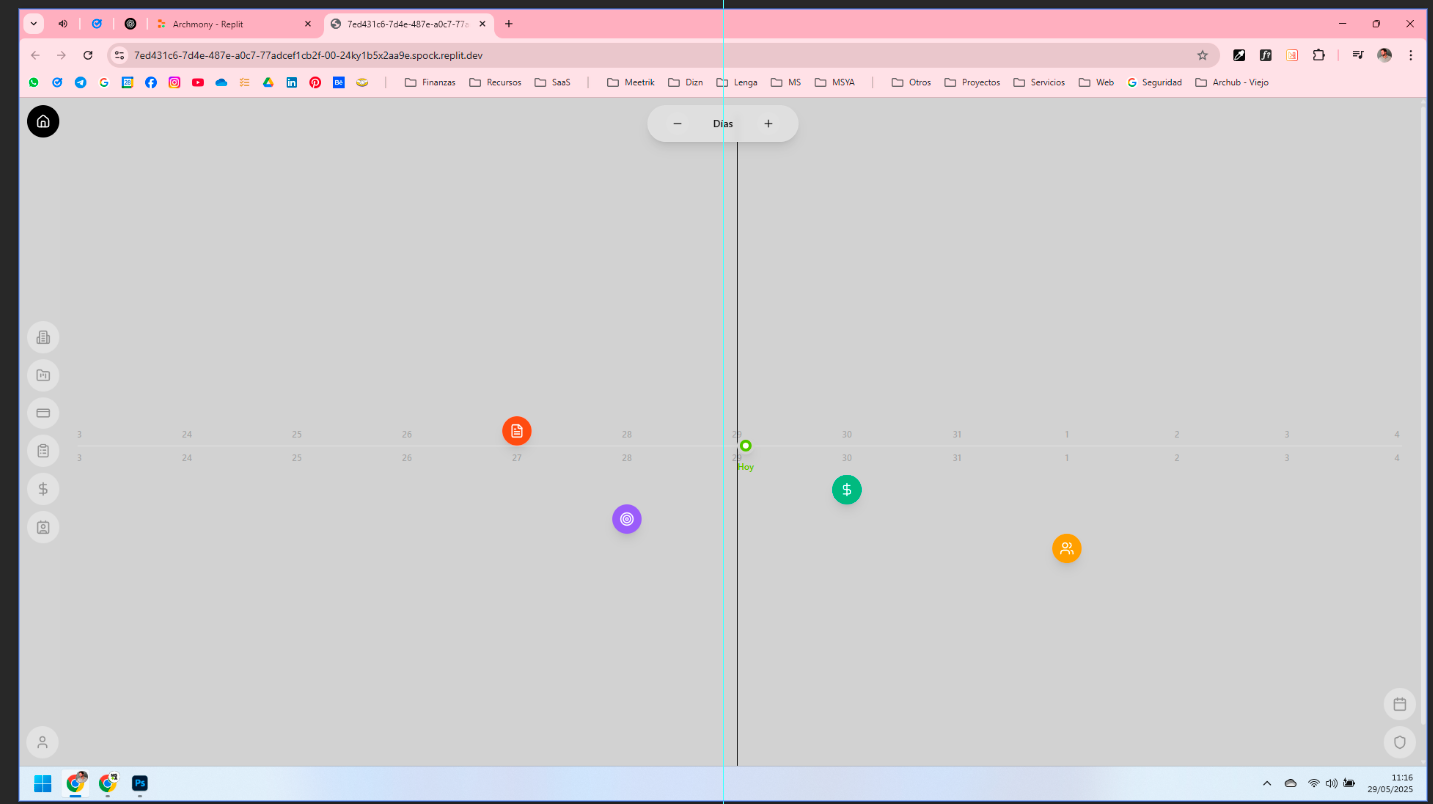 Archmony - Replit
7ed431c6-7d4e-487e-a0c7-77a
7ed431c6-7d4e-487e-a0c7-77adcef1cb2f-00-24ky1b5x2aa9e.spock.replit.dev
f?
Bē Finanzas Recursos SaaS Meetrik Dizn Lenga MS MSYA Otros Proyectos Servicios Web Seguridad Archub - Viejo
− Días +
3 24 25 26 28 29 30 31 1 2 3 4
3 24 25 26 27 28 29 30 31 1 2 3 4
Hoy
Ps
11:16
29/05/2025